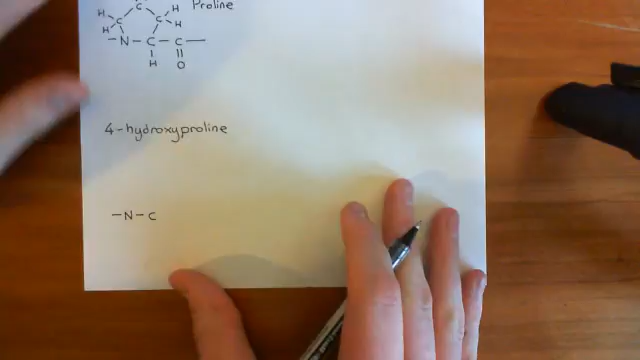 Proline
H C H
H C C H
H
-N-C-C-
H O
4-hydroxyproline
-N-C